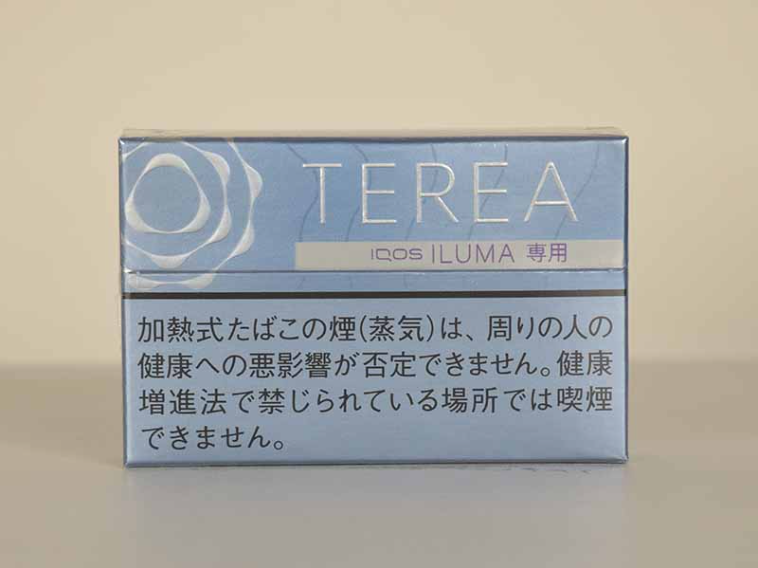 TEREA
IQOS ILUMA 専用
加熱式たばこの煙(蒸気)は、周りの人の
健康への悪影響が否定できません。健康
増進法で禁じられている場所では喫煙
できません。